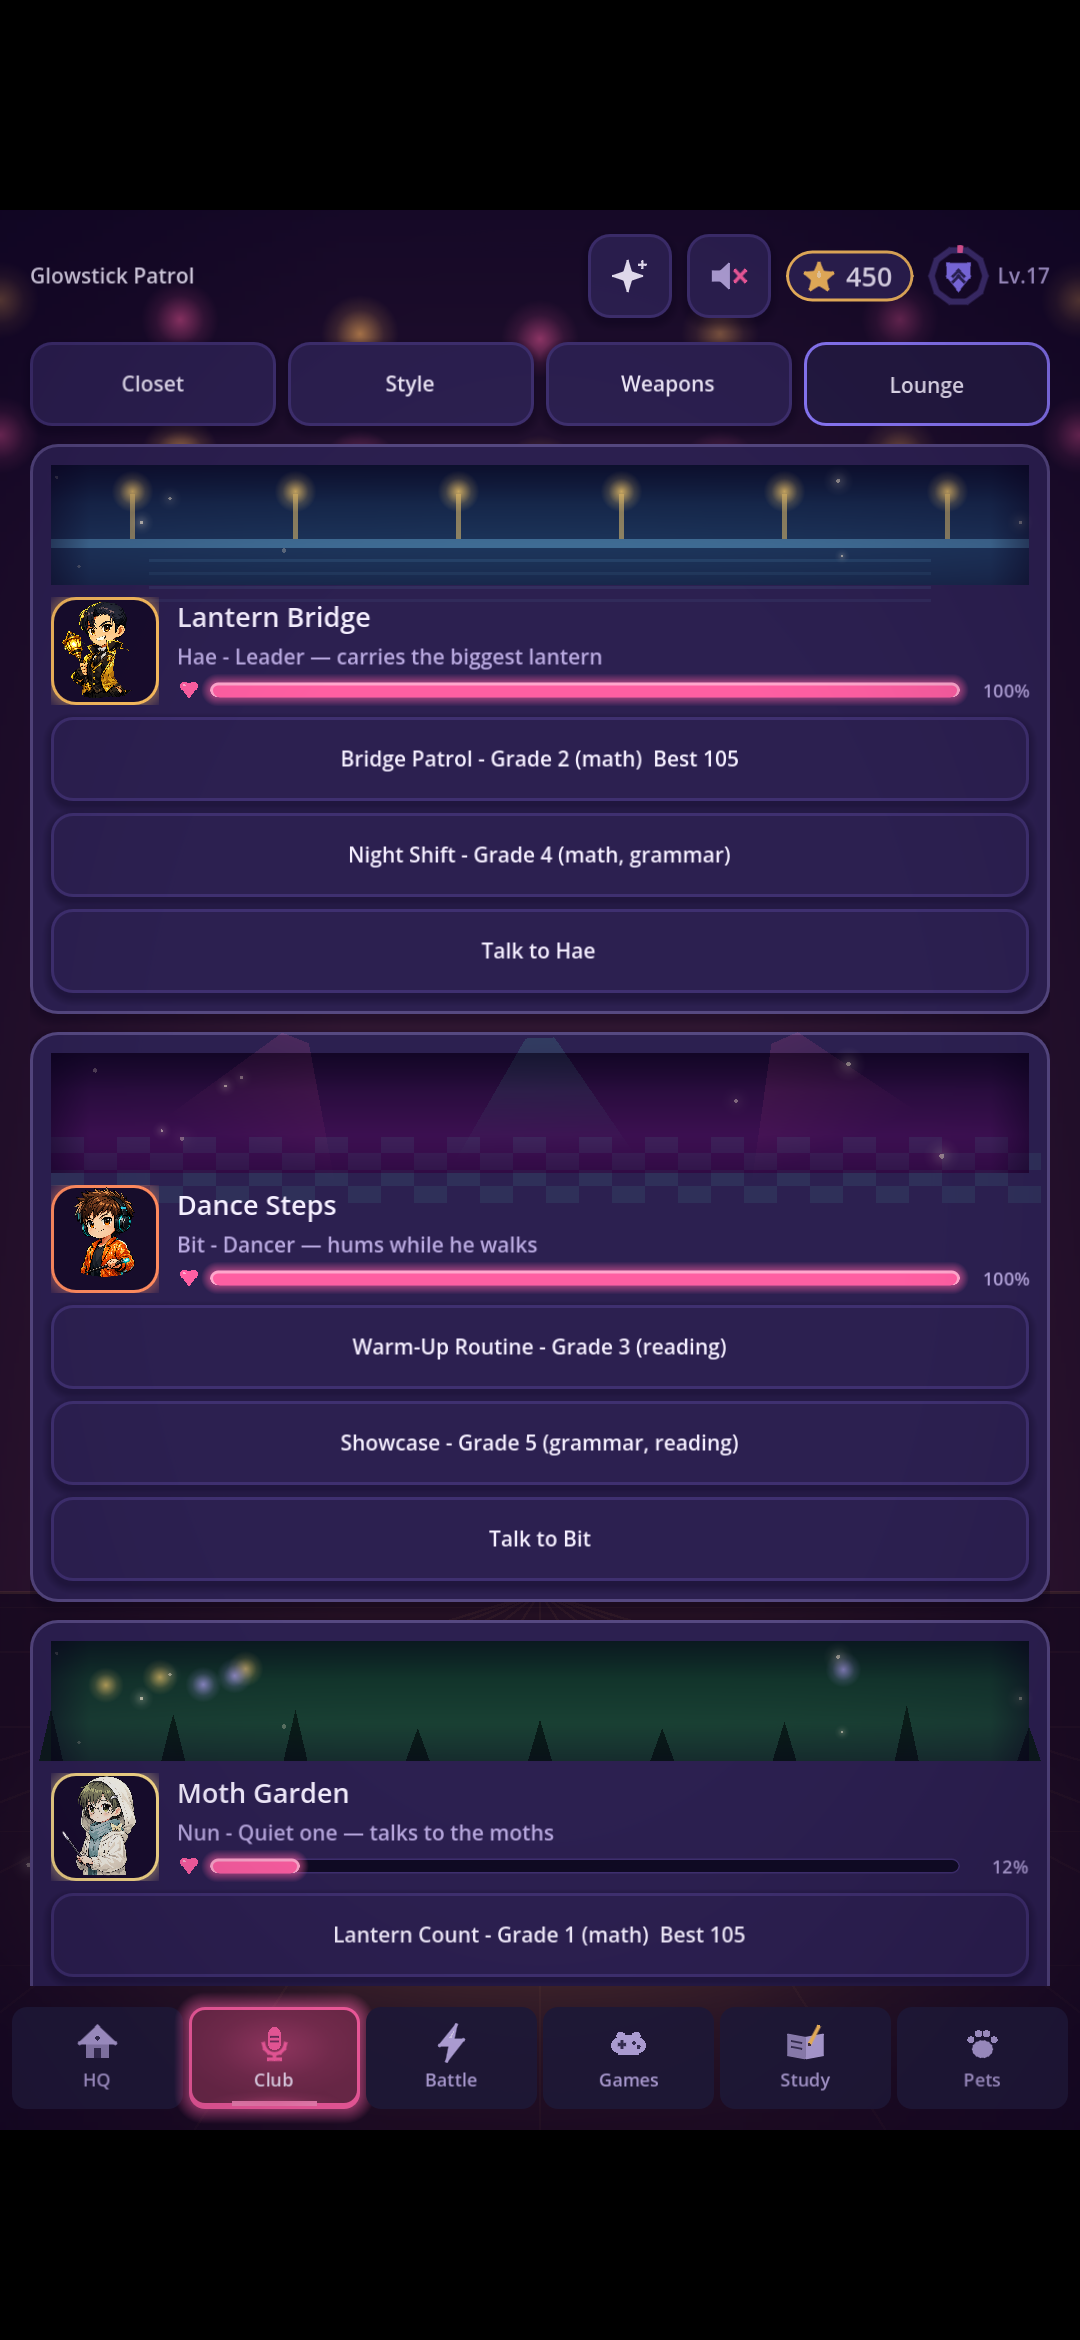 Glowstick Patrol
450
Lv.17
Closet
Style
Weapons
Lounge
Lantern Bridge
Hae - Leader — carries the biggest lantern
100%
Bridge Patrol - Grade 2 (math)  Best 105
Night Shift - Grade 4 (math, grammar)
Talk to Hae
Dance Steps
Bit - Dancer — hums while he walks
100%
Warm-Up Routine - Grade 3 (reading)
Showcase - Grade 5 (grammar, reading)
Talk to Bit
Moth Garden
Nun - Quiet one — talks to the moths
12%
Lantern Count - Grade 1 (math)  Best 105
HQ
Club
Battle
Games
Study
Pets